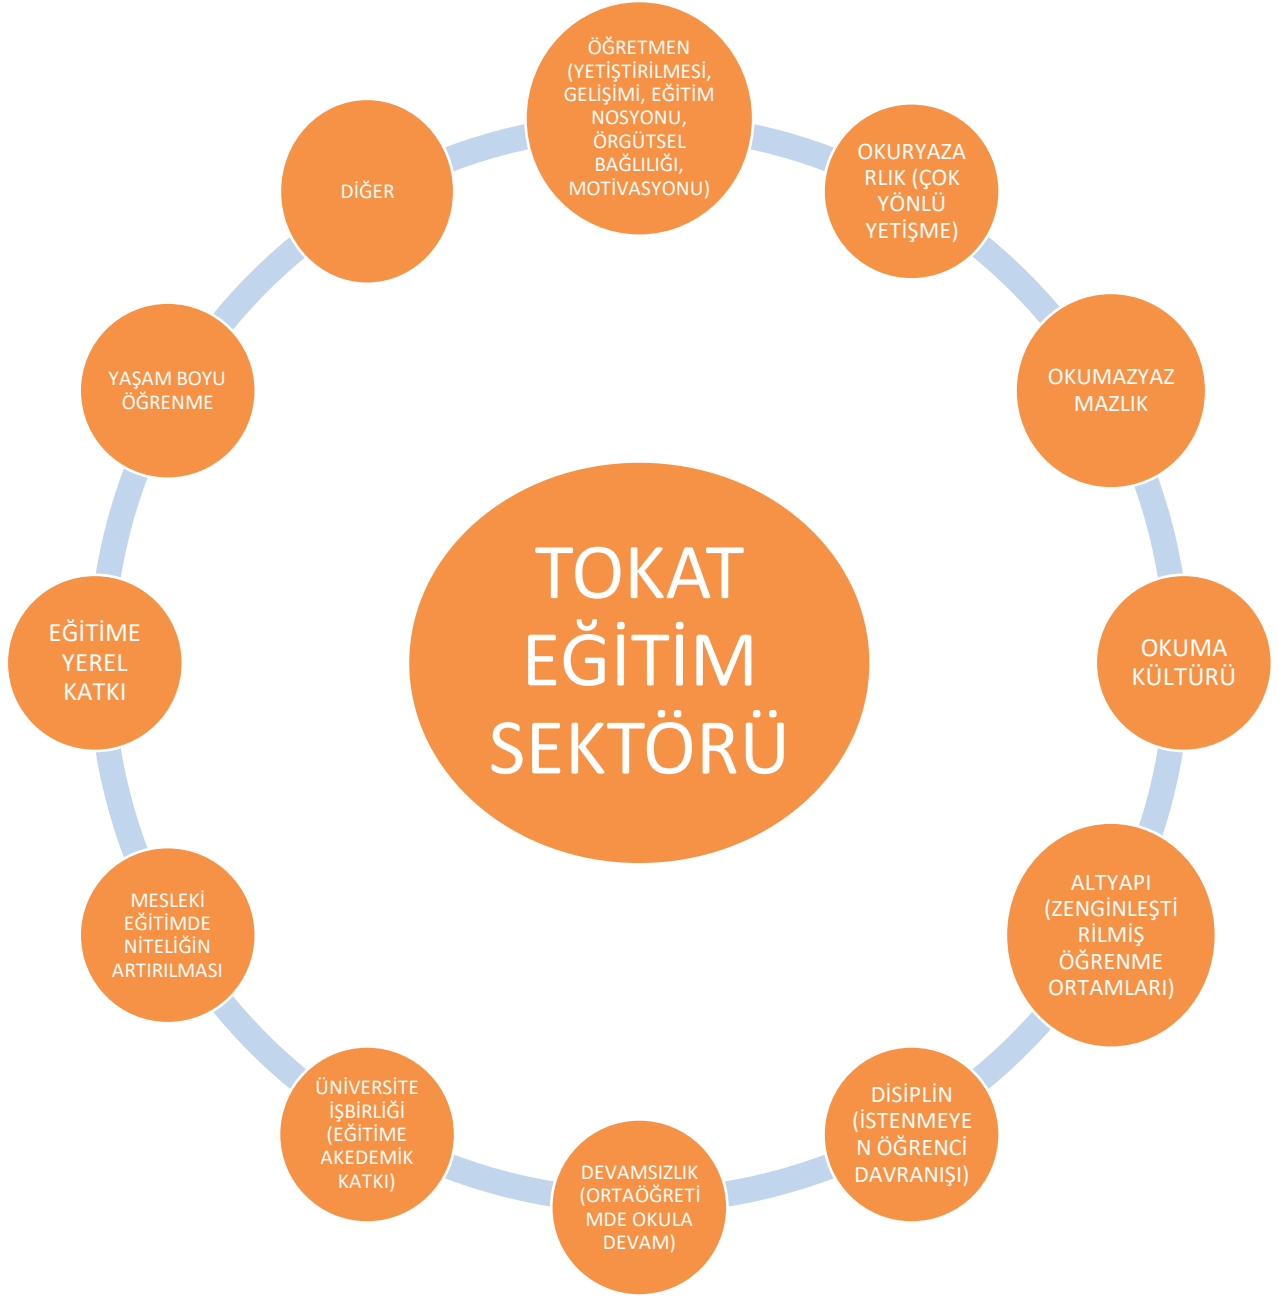 ÖĞRETMEN
(YETİŞTİRİLMESİ,
GELİŞİMİ, EĞİTİM
NOSYONU,
ÖRGÜTSEL
BAĞLILIĞI,
MOTİVASYONU)
OKURYAZA
RLIK (ÇOK
YÖNLÜ
YETİŞME)
OKUMAZYAZ
MAZLIK
OKUMA
KÜLTÜRÜ
ALTYAPI
(ZENGİNLEŞTİ
RİLMİŞ
ÖĞRENME
ORTAMLARI)
DİSİPLİN
(İSTENMEYE
N ÖĞRENCİ
DAVRANIŞI)
DEVAMSIZLIK
(ORTAÖĞRETİ
MDE OKULA
DEVAM)
ÜNİVERSİTE
İŞBİRLİĞİ
(EĞİTİME
AKEDEMİK
KATKI)
MESLEKİ
EĞİTİMDE
NİTELİĞİN
ARTIRILMASI
EĞİTİME
YEREL
KATKI
YAŞAM BOYU
ÖĞRENME
DİĞER
TOKAT
EĞİTİM
SEKTÖRÜ